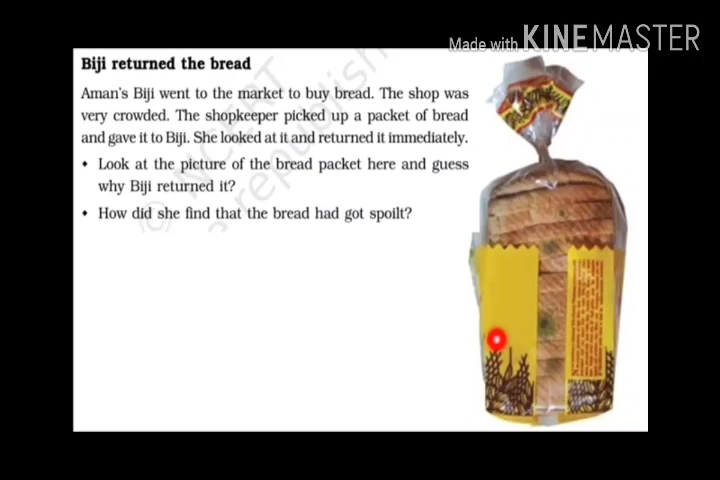 Made with KINEMASTER
Biji returned the bread
Aman's Biji went to the market to buy bread. The shop was
very crowded. The shopkeeper picked up a packet of bread
and gave it to Biji. She looked at it and returned it immediately.
• Look at the picture of the bread packet here and guess
why Biji returned it?
• How did she find that the bread had got spoilt?
© NCERT
republish